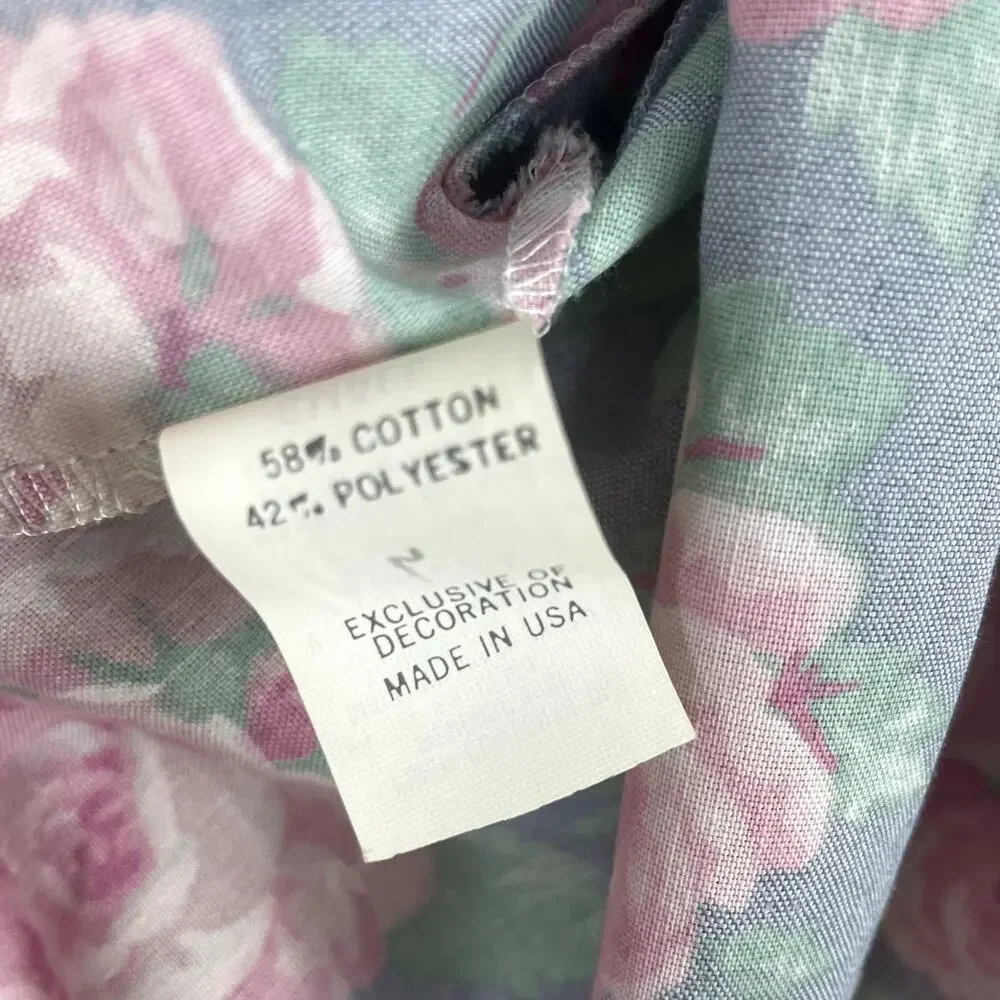 58% COTTON
42% POLYESTER
EXCLUSIVE OF
DECORATION
MADE IN USA